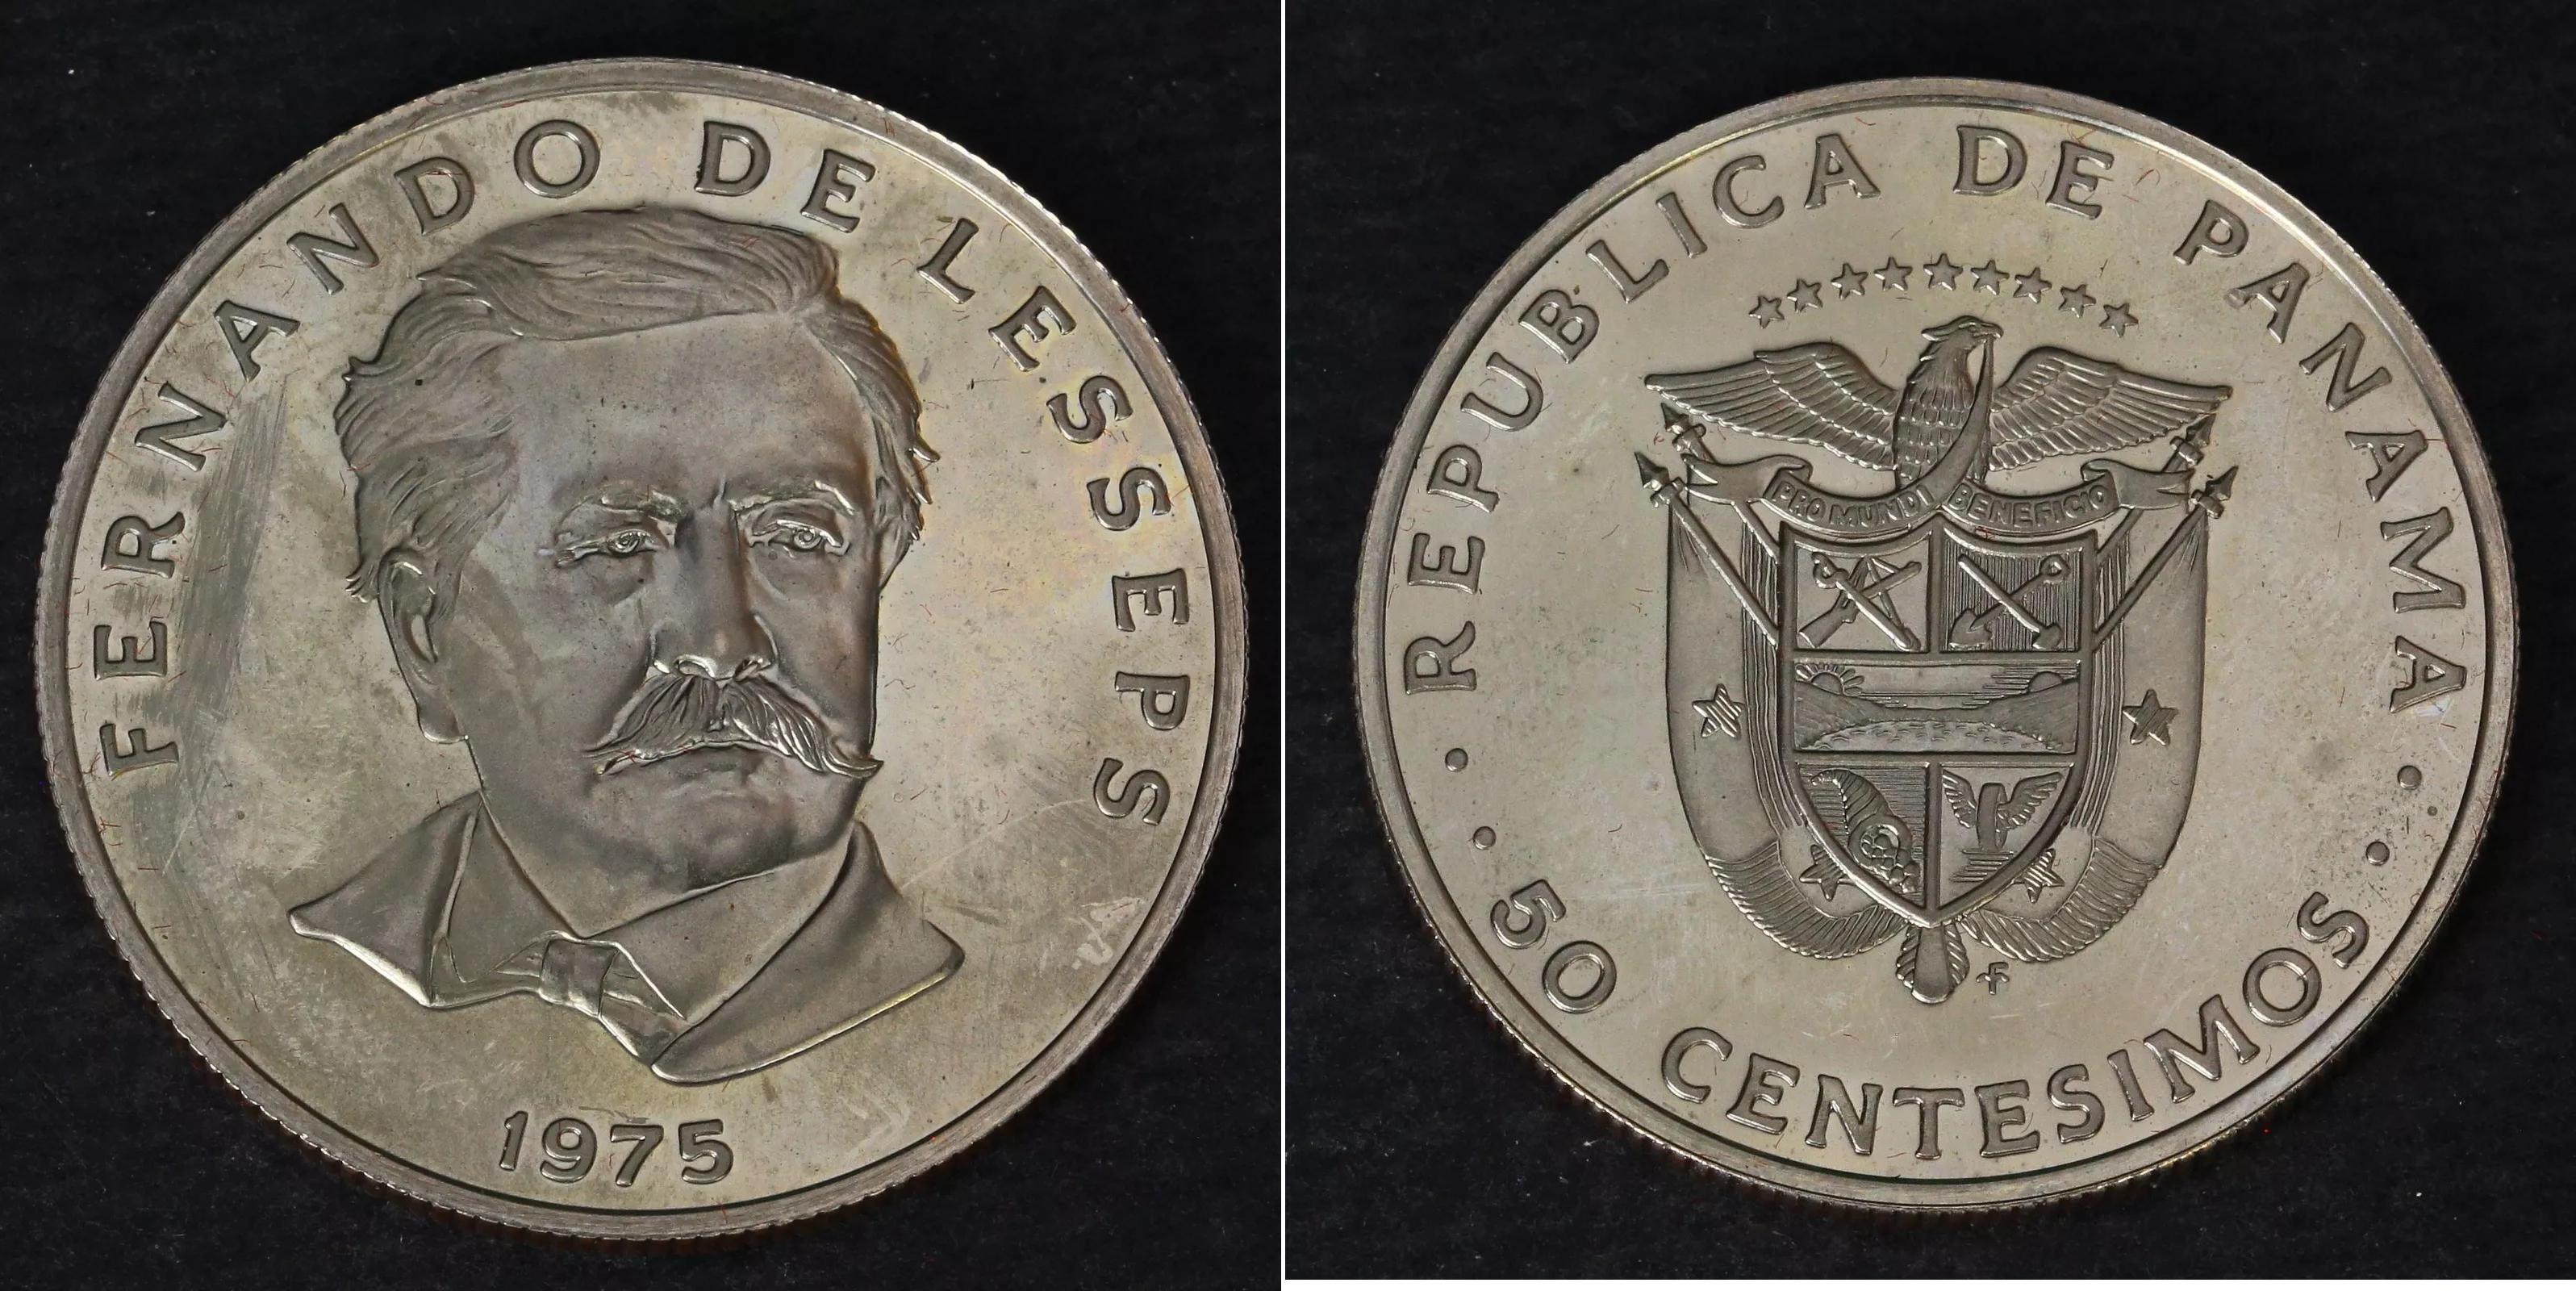 FERNANDO DE LESSEPS
1975
REPUBLICA DE PANAMA
PRO MUNDI BENEFICIO
50 CENTESIMOS